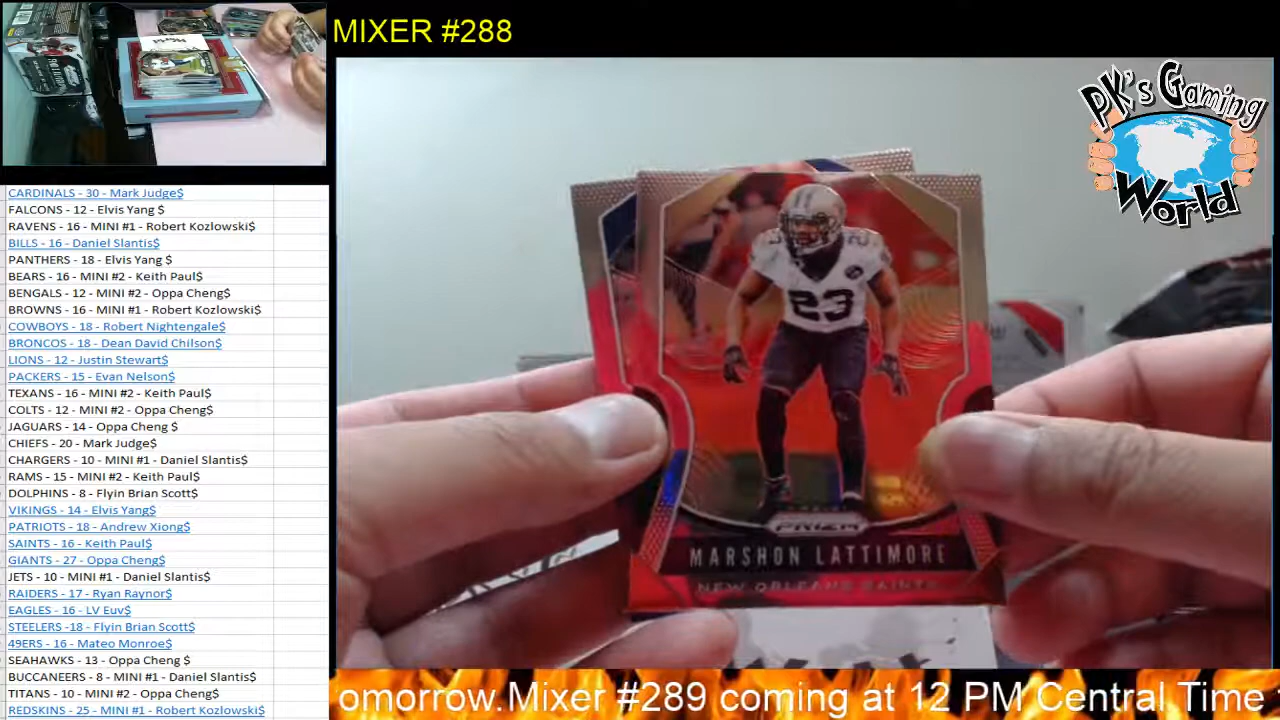 MIXER #288
PK's Gaming
World
CARDINALS - 30 - Mark Judge$
FALCONS - 12 - Elvis Yang $
RAVENS - 16 - MINI #1 - Robert Kozlowski$
BILLS - 16 - Daniel Slantis$
PANTHERS - 18 - Elvis Yang $
BEARS - 16 - MINI #2 - Keith Paul$
BENGALS - 12 - MINI #2 - Oppa Cheng$
BROWNS - 16 - MINI #1 - Robert Kozlowski$
COWBOYS - 18 - Robert Nightengale$
BRONCOS - 18 - Dean David Chilson$
LIONS - 12 - Justin Stewart$
PACKERS - 15 - Evan Nelson$
TEXANS - 16 - MINI #2 - Keith Paul$
COLTS - 12 - MINI #2 - Oppa Cheng$
JAGUARS - 14 - Oppa Cheng $
CHIEFS - 20 - Mark Judge$
CHARGERS - 10 - MINI #1 - Daniel Slantis$
RAMS - 15 - MINI #2 - Keith Paul$
DOLPHINS - 8 - Flyin Brian Scott$
VIKINGS - 14 - Elvis Yang$
PATRIOTS - 18 - Andrew Xiong$
SAINTS - 16 - Keith Paul$
GIANTS - 27 - Oppa Cheng$
JETS - 10 - MINI #1 - Daniel Slantis$
RAIDERS - 17 - Ryan Raynor$
EAGLES - 16 - LV Euv$
STEELERS -18 - Flyin Brian Scott$
49ERS - 16 - Mateo Monroe$
SEAHAWKS - 13 - Oppa Cheng $
BUCCANEERS - 8 - MINI #1 - Daniel Slantis$
TITANS - 10 - MINI #2 - Oppa Cheng$
REDSKINS - 25 - MINI #1 - Robert Kozlowski$
23
PRIZM
MARSHON LATTIMORE
NEW ORLEANS SAINTS
omorrow.Mixer #289 coming at 12 PM Central Time